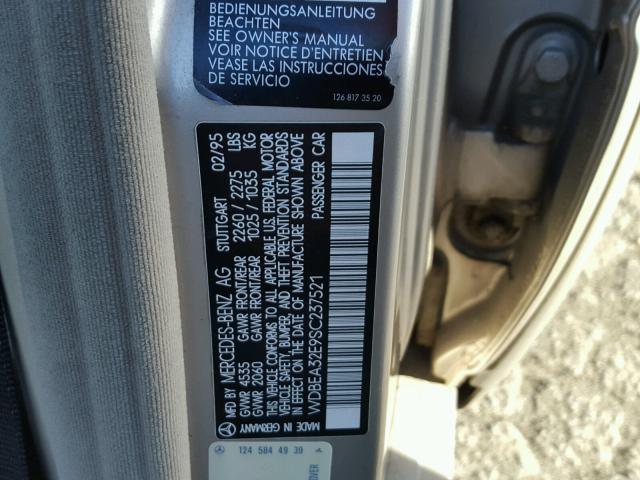 BEDIENUNGSANLEITUNG
BEACHTEN
SEE OWNER'S MANUAL
VOIR NOTICE D'ENTRETIEN
VEASE LAS INSTRUCCIONES
DE SERVICIO
126 817 35 20
MFD BY MERCEDES-BENZ AG STUTTGART 02/95
GVWR 4535 GAWR FRONT/REAR 2260 / 2275 LBS
GVWR 2060 GAWR FRONT/REAR 1025 / 1035 KG
THIS VEHICLE CONFORMS TO ALL APPLICABLE U.S. FEDERAL MOTOR
VEHICLE SAFETY, BUMPER, AND THEFT PREVENTION STANDARDS
IN EFFECT ON THE DATE OF MANUFACTURE SHOWN ABOVE
WDBEA32E9SC237521 PASSENGER CAR
MADE IN GERMANY
124 584 49 39